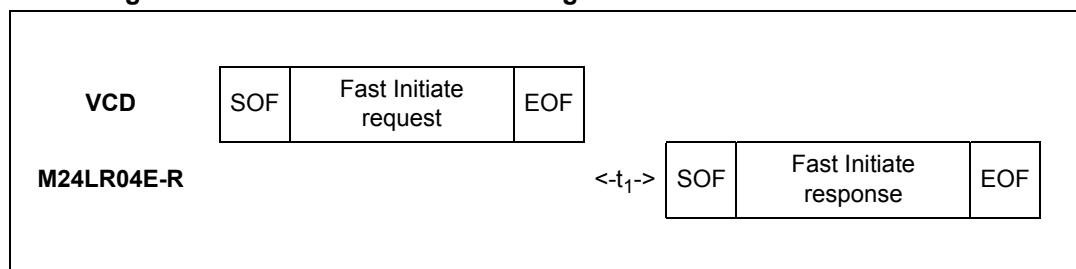 VCD
SOF
Fast Initiate
request
EOF
M24LR04E-R
<-t1->
SOF
Fast Initiate
response
EOF